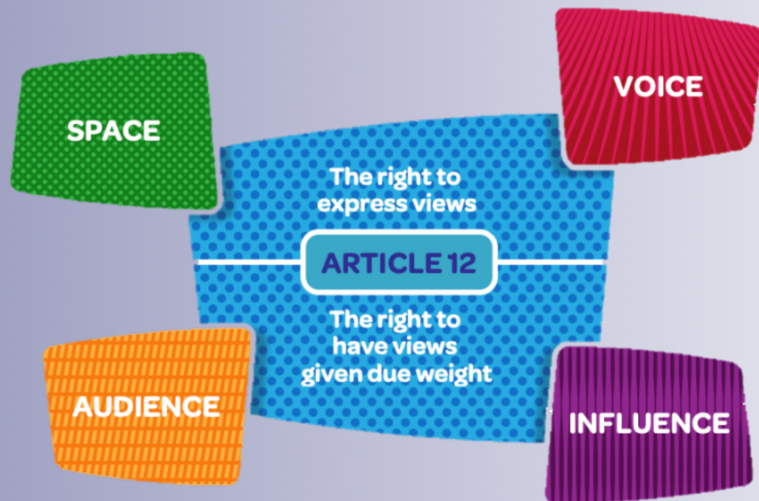 SPACE
VOICE
The right to
express views
ARTICLE 12
The right to
have views
given due weight
AUDIENCE
INFLUENCE